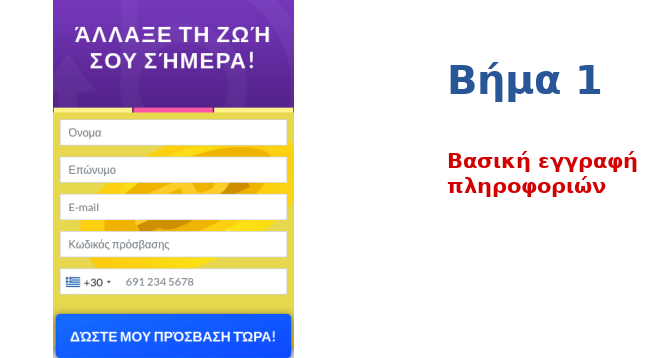 ΆΛΛΑΞΕ ΤΗ ΖΩΉ
ΣΟΥ ΣΉΜΕΡΑ!
Όνομα
Επώνυμο
E-mail
Κωδικός πρόσβασης
+30 691 234 5678
ΔΏΣΤΕ ΜΟΥ ΠΡΌΣΒΑΣΗ ΤΏΡΑ!
Βήμα 1
Βασική εγγραφή
πληροφοριών